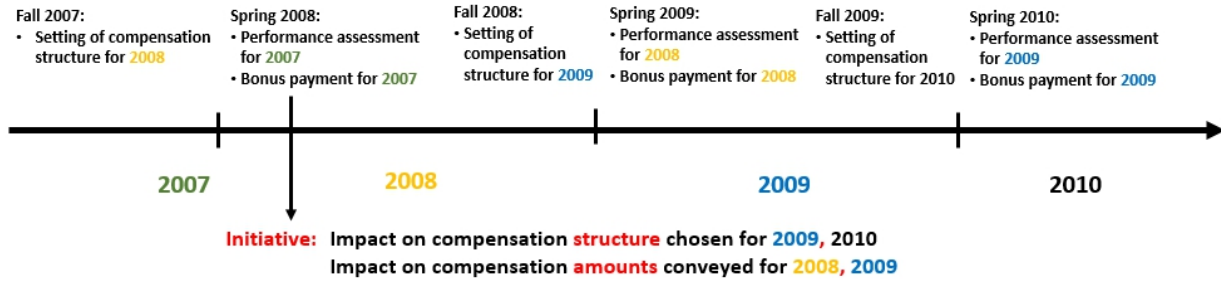 Fall 2007:
• Setting of compensation
structure for 2008
Spring 2008:
• Performance assessment
for 2007
• Bonus payment for 2007
Fall 2008:
• Setting of
compensation
structure for 2009
Spring 2009:
• Performance assessment
for 2008
• Bonus payment for 2008
Fall 2009:
• Setting of
compensation
structure for 2010
Spring 2010:
• Performance assessment
for 2009
• Bonus payment for 2009
2007
2008
2009
2010
Initiative: Impact on compensation structure chosen for 2009, 2010
Impact on compensation amounts conveyed for 2008, 2009